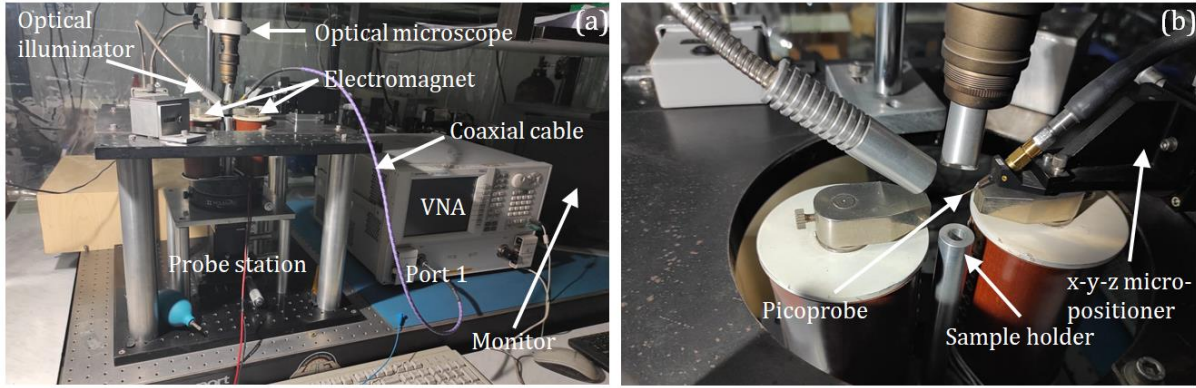 (a)
Optical
illuminator
Optical microscope
Electromagnet
Coaxial cable
VNA
Probe station
Port 1
Monitor
(b)
Picoprobe
Sample holder
x-y-z micro-
positioner